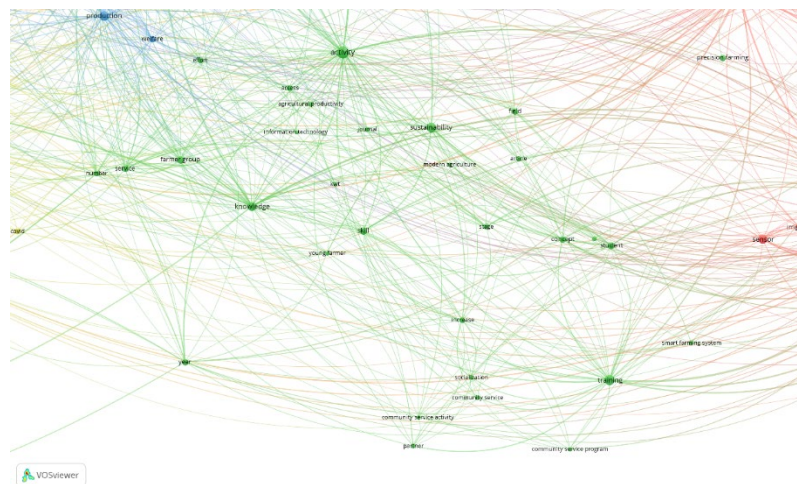 production
welfare
activity
effort
precision farming
access
agricultural productivity
field
information technology
journal
sustainability
farmer group
service
number
modern agriculture
article
knowledge
covid
skill
stage
concept
student
sensor
young farmer
increase
year
smart farming system
socialization
training
community service
community service activity
partner
community service program
VOSviewer